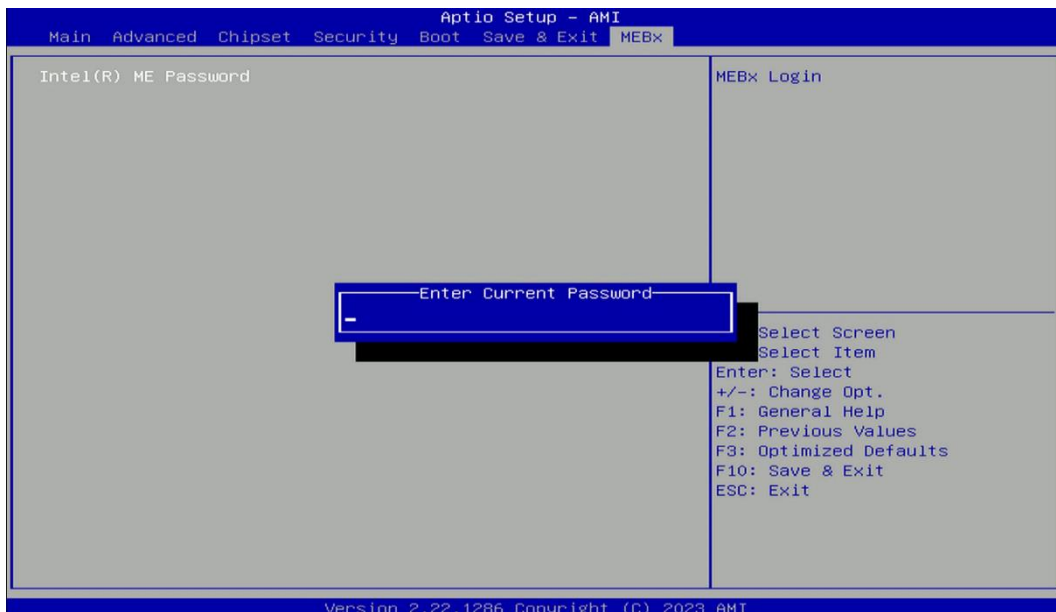 Aptio Setup – AMI
Main Advanced Chipset Security Boot Save & Exit MEBx
Intel(R) ME Password
MEBx Login
Enter Current Password
Select Screen
Select Item
Enter: Select
+/-: Change Opt.
F1: General Help
F2: Previous Values
F3: Optimized Defaults
F10: Save & Exit
ESC: Exit
Version 2.22.1286 Copyright (C) 2023 AMI